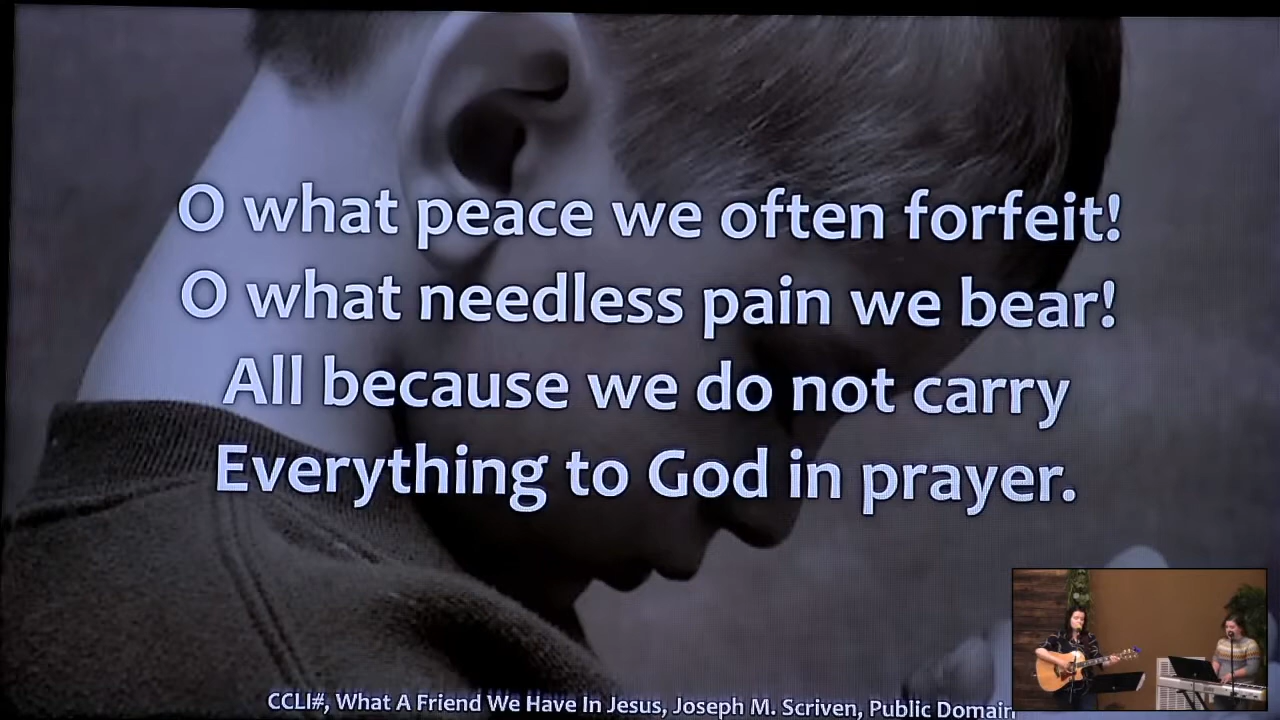 O what peace we often forfeit!
O what needless pain we bear!
All because we do not carry
Everything to God in prayer.
CCLI#, What A Friend We Have In Jesus, Joseph M. Scriven, Public Domain